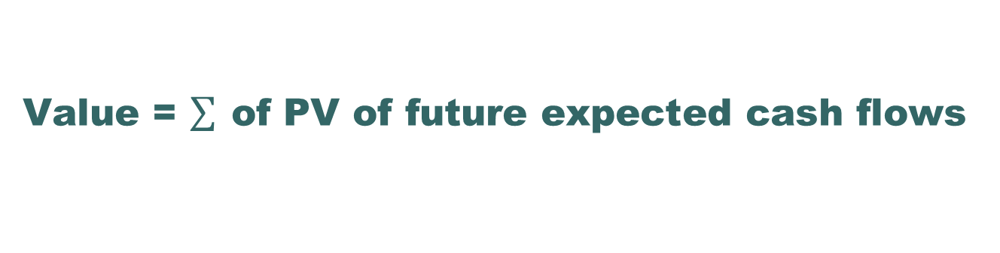 Value = ∑ of PV of future expected cash flows